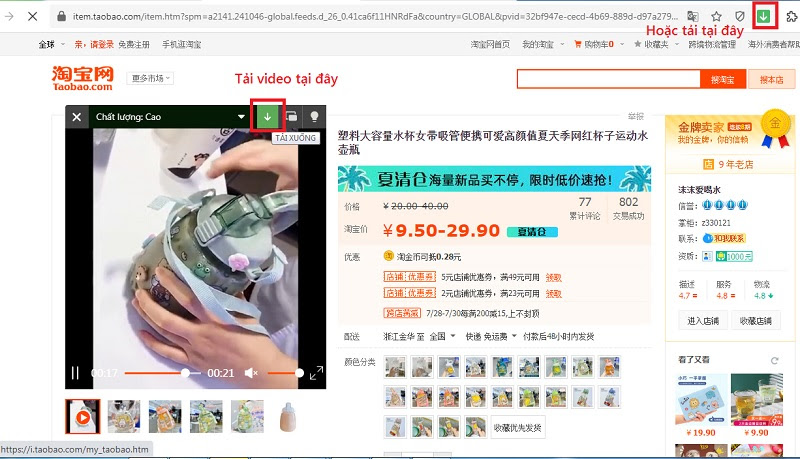 item.taobao.com/item.htm?spm=a2141.241046-global.feeds.d_26_0.41ca6f11HNRdFa&country=GLOBAL&pvid=32bf947e-cecd-4b69-889d-d97a279...
Hoặc tải tại đây
全球 亲，请登录 免费注册 手机逛淘宝
淘宝网首页 我的淘宝 购物车0 收藏夹 跨境物流管理 海外消费者帮
淘宝网
Taobao.com
更多市场
Tải video tại đây
搜淘宝 搜本店
Chất lượng: Cao
TẢI XUỐNG
举报
塑料大容量水杯女带吸管便携可爱高颜值夏天季网红杯子运动水壶瓶
夏清仓 海量新品买不停，限时低价速抢！
价格 ¥ 20.00-40.00
77 累计评论
802 交易成功
淘宝价 ¥ 9.50-29.90 夏清仓
优惠 淘金币可抵0.28元
店铺优惠券 5元店铺优惠券，满49元可用 领取
店铺优惠券 2元店铺优惠券，满23元可用 领取
跨店满减 7/28-7/30每满200减15,上不封顶
配送 浙江金华 至 全国 快递 免运费 付款后48小时内发货
颜色分类
收藏优先发货
00:17 00:21
金牌卖家
我的金牌，你的信赖
金
9 年老店
沫沫爱喝水
信誉：
掌柜：z330121
联系：和我联系
资质：1000元
描述 服务 物流
4.7 4.8 4.8
进入店铺 收藏店铺
看了又看
¥ 19.90 ¥ 9.90
https://i.taobao.com/my_taobao.htm